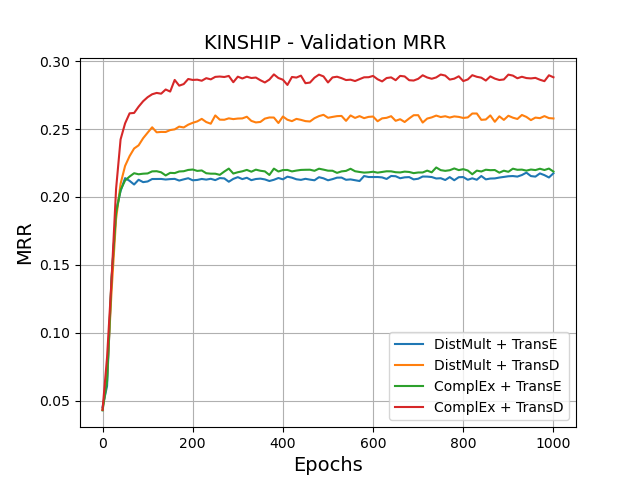 KINSHIP - Validation MRR
MRR
0.30
0.25
0.20
0.15
0.10
0.05
0
200
400
600
800
1000
Epochs
DistMult + TransE
DistMult + TransD
ComplEx + TransE
ComplEx + TransD